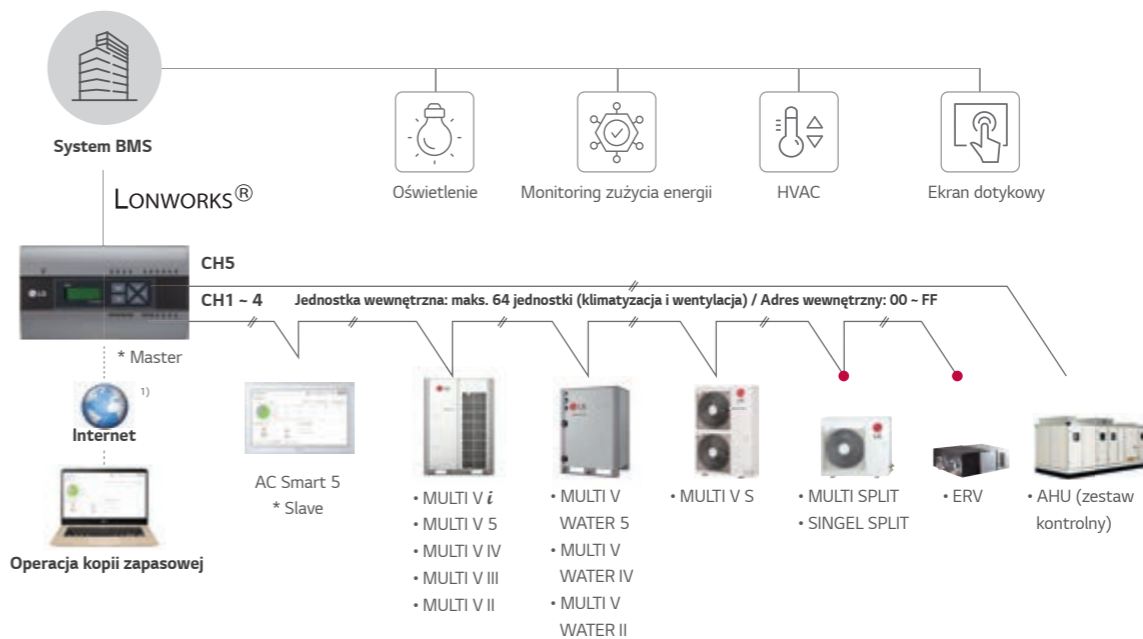 System BMS
Oświetlenie
Monitoring zużycia energii
HVAC
Ekran dotykowy
LONWORKS®
CH5
CH1 ~ 4
Jednostka wewnętrzna: maks. 64 jednostki (klimatyzacja i wentylacja) / Adres wewnętrzny: 00 ~ FF
LG
* Master
1)
Internet
Operacja kopii zapasowej
AC Smart 5
* Slave
• MULTI V i
• MULTI V 5
• MULTI V IV
• MULTI V III
• MULTI V II
LG
• MULTI V
WATER 5
• MULTI V
WATER IV
• MULTI V
WATER II
• MULTI V S
• MULTI SPLIT
• SINGEL SPLIT
• ERV
• AHU (zestaw
kontrolny)